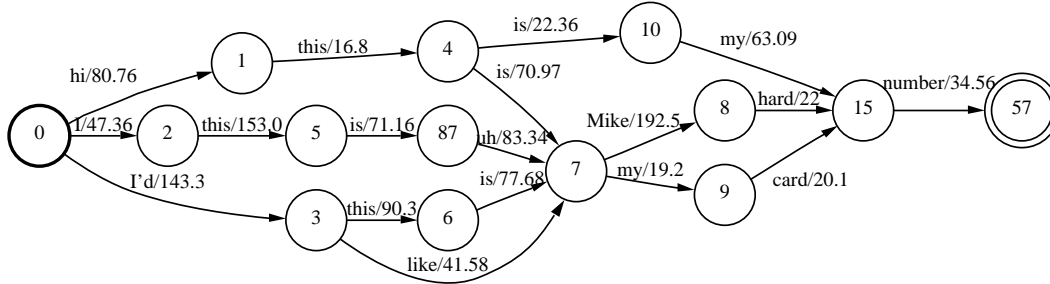 hi/80.76
this/16.8
is/22.36
my/63.09
number/34.56
0
1
4
10
is/70.97
I/47.36
2
this/153.0
5
is/71.16
87
uh/83.34
7
Mike/192.5
8
hard/22
15
57
I'd/143.3
3
this/90.3
6
is/77.68
my/19.2
9
card/20.1
like/41.58